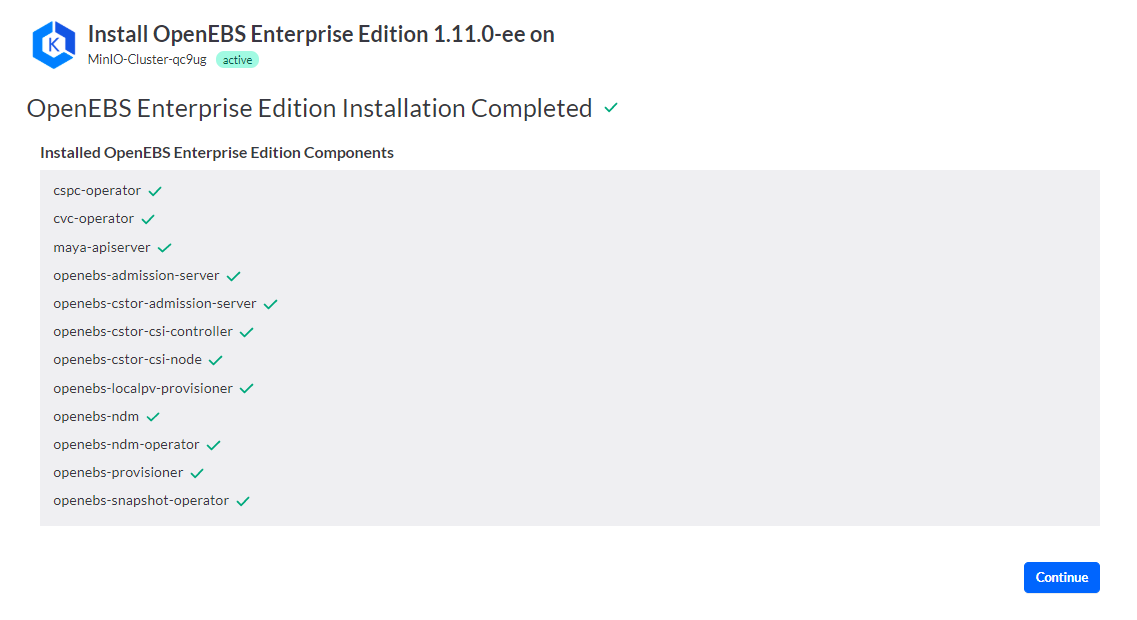 K
Install OpenEBS Enterprise Edition 1.11.0-ee on
MinIO-Cluster-qc9ug active
OpenEBS Enterprise Edition Installation Completed
Installed OpenEBS Enterprise Edition Components
cspc-operator
cvc-operator
maya-apiserver
openebs-admission-server
openebs-cstor-admission-server
openebs-cstor-csi-controller
openebs-cstor-csi-node
openebs-localpv-provisioner
openebs-ndm
openebs-ndm-operator
openebs-provisioner
openebs-snapshot-operator
Continue